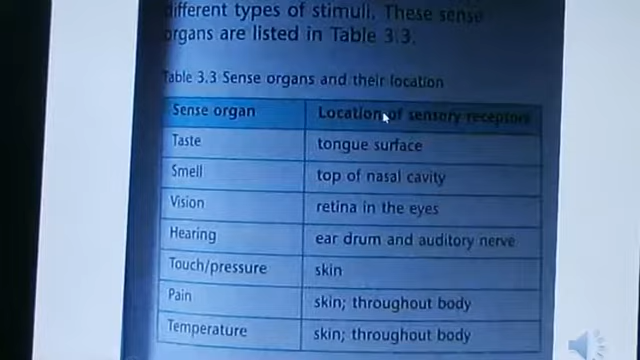 different types of stimuli. These sense
organs are listed in Table 3.3.
Table 3.3 Sense organs and their location
Sense organ Location of sensory receptors
Taste tongue surface
Smell top of nasal cavity
Vision retina in the eyes
Hearing ear drum and auditory nerve
Touch/pressure skin
Pain skin; throughout body
Temperature skin; throughout body